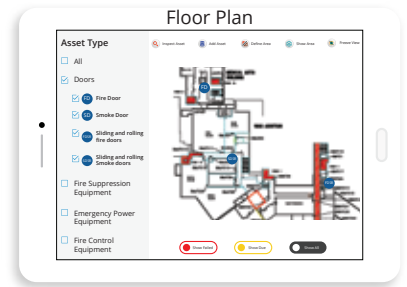 Floor Plan
Asset Type
Inspect Asset
Add Asset
Define Area
Show Area
Preset View
All
Doors
FD
Fire Door
SD
Smoke Door
Sliding and rolling
fire doors
Sliding and rolling
Smoke doors
Fire Suppression
Equipment
Emergency Power
Equipment
Fire Control
Equipment
FD
Show Failed
Show Due
Show All